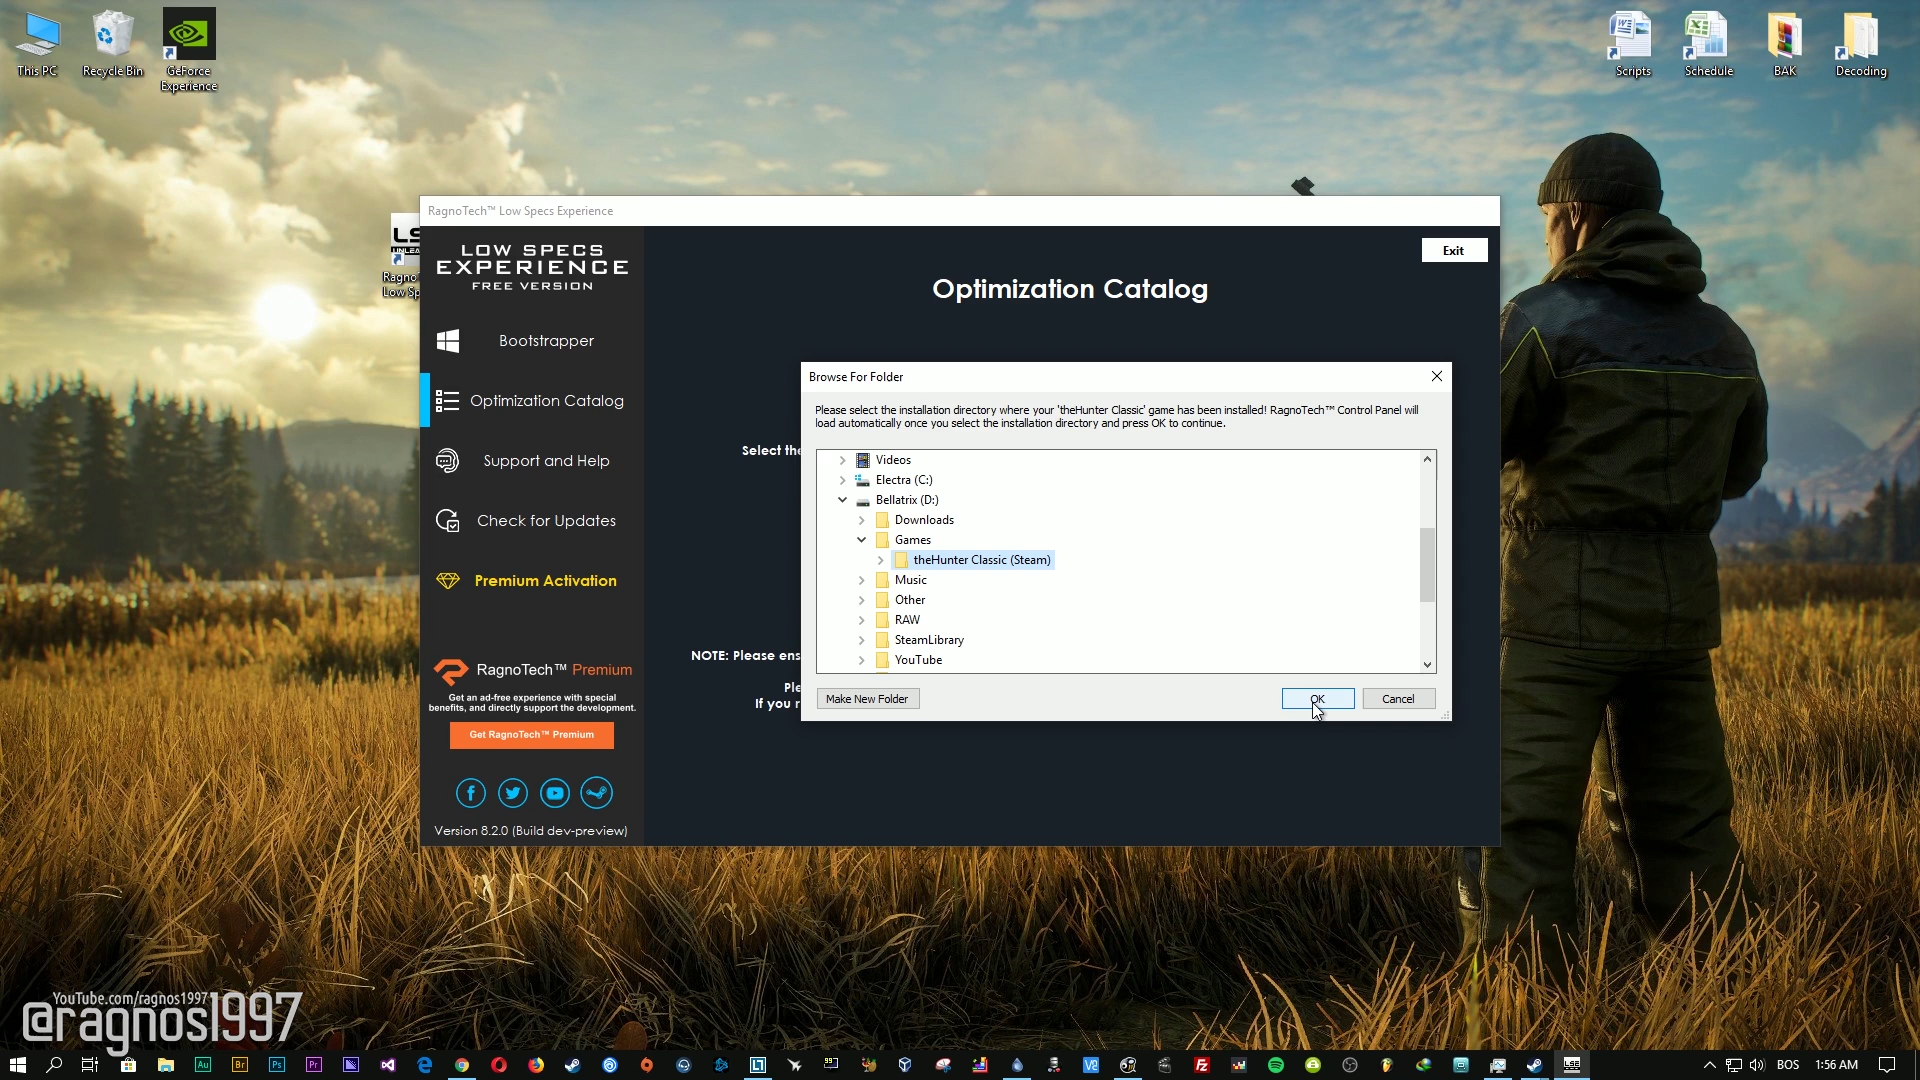 This PC
Recycle Bin
GeForce
Experience
Scripts
Schedule
BAK
Decoding
RagnoTech™ Low Specs Experience
LOW SPECS
EXPERIENCE
FREE VERSION
Exit
Optimization Catalog
Bootstrapper
Optimization Catalog
Support and Help
Check for Updates
Premium Activation
RagnoTech™ Premium
Get an ad-free experience with special
benefits, and directly support the development.
Get RagnoTech™ Premium
Version 8.2.0 (Build dev-preview)
Select the
NOTE: Please ens
Ple
If you r
Browse For Folder
Please select the installation directory where your 'theHunter Classic' game has been installed! RagnoTech™ Control Panel will
load automatically once you select the installation directory and press OK to continue.
Videos
Electra (C:)
Bellatrix (D:)
Downloads
Games
theHunter Classic (Steam)
Music
Other
RAW
SteamLibrary
YouTube
Make New Folder
OK
Cancel
YouTube.com/ragnos1997
@ragnos1997
BOS
1:56 AM